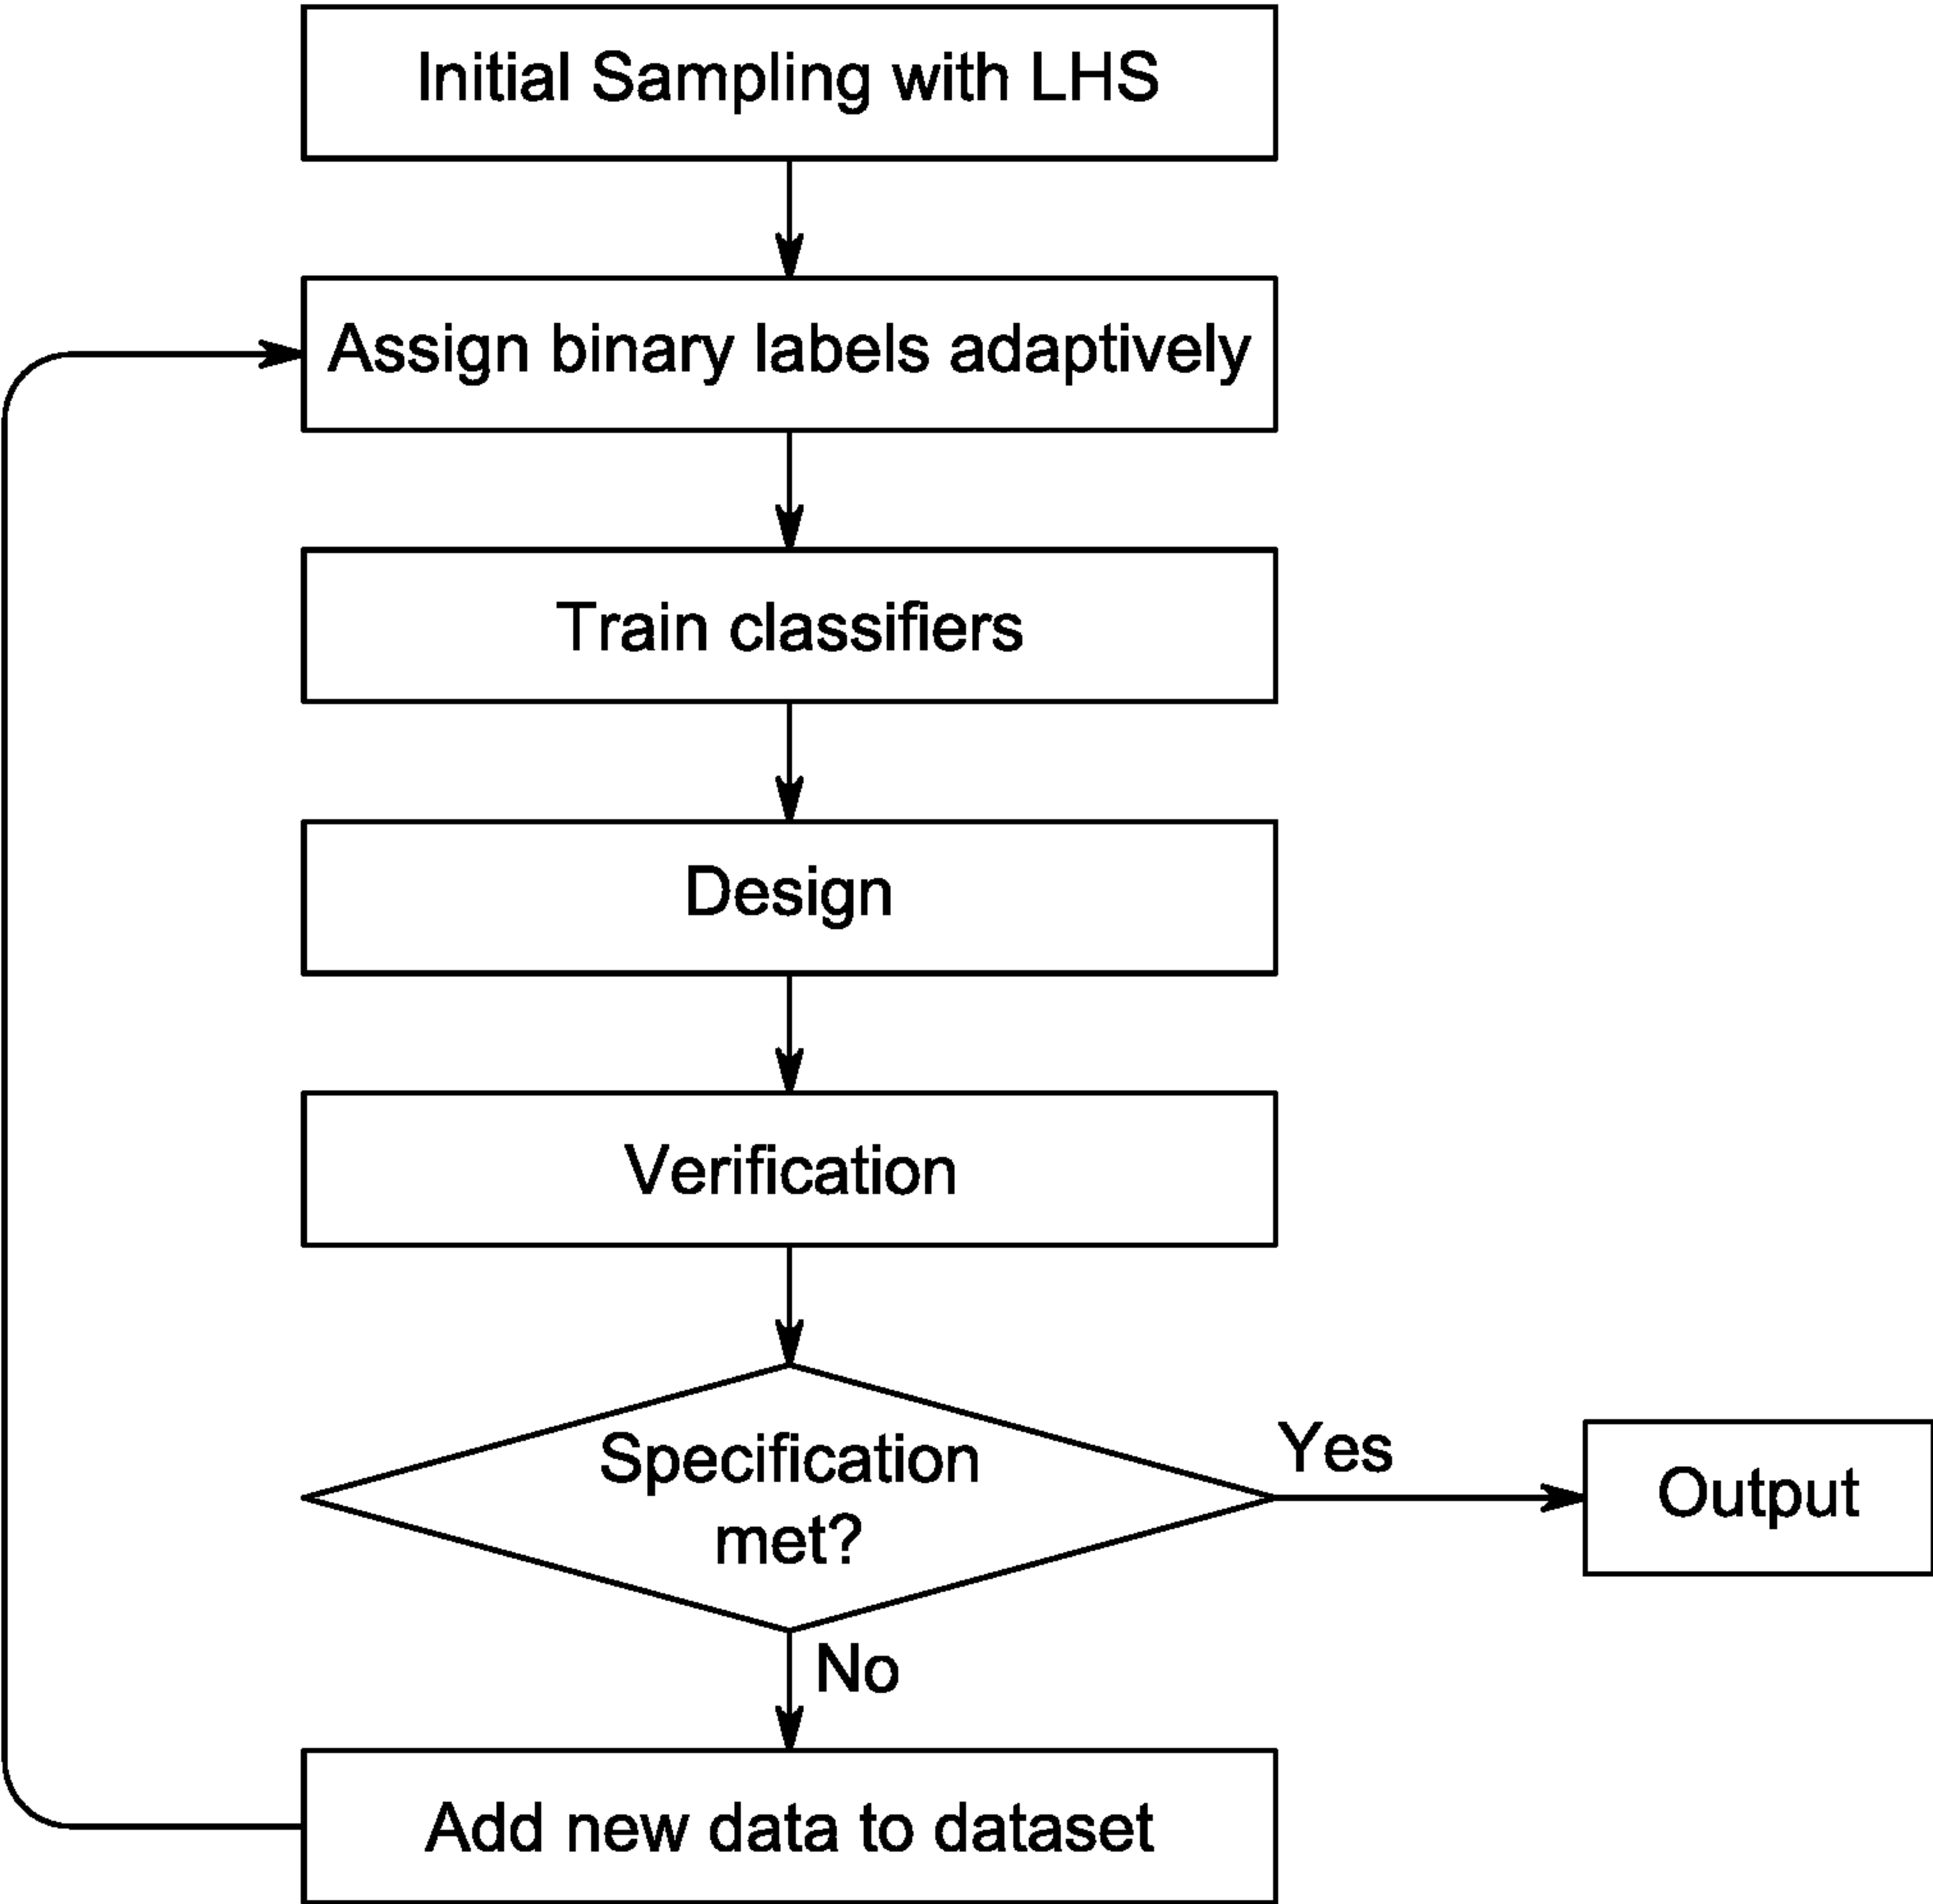 Initial Sampling with LHS
Assign binary labels adaptively
Train classifiers
Design
Verification
Specification
met?
Yes
Output
No
Add new data to dataset